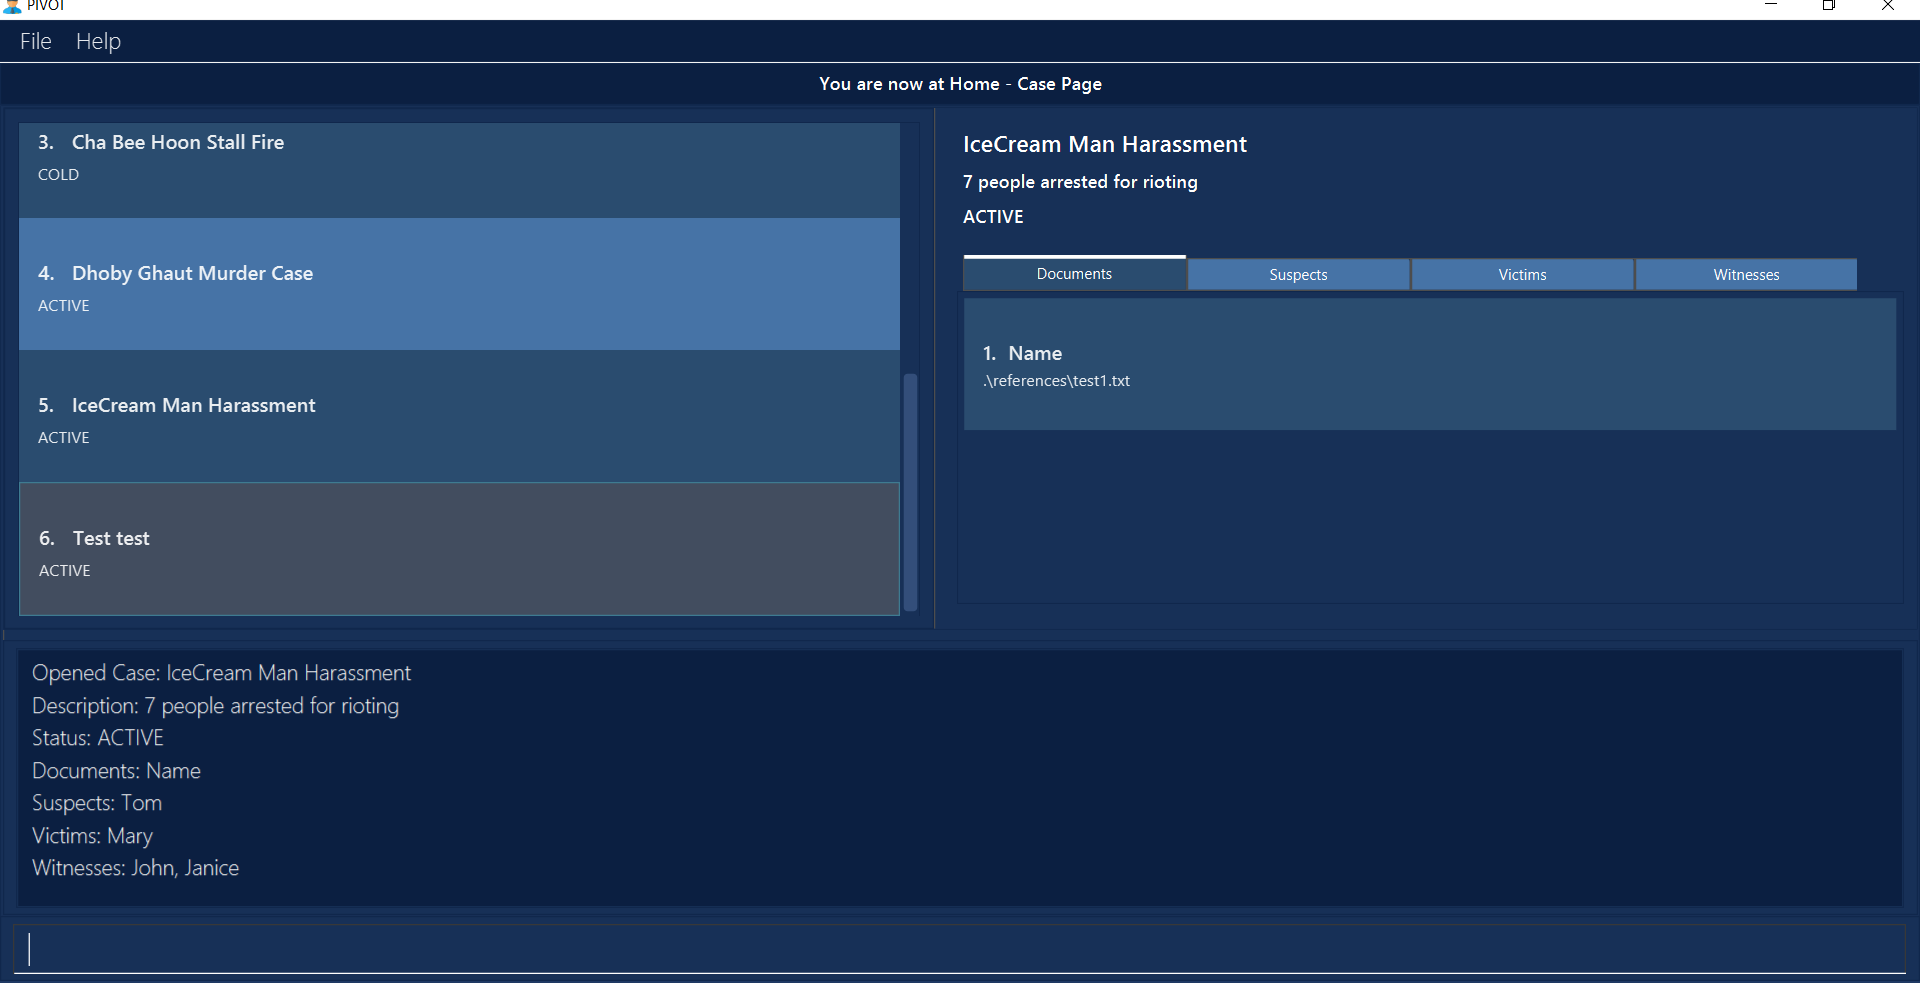 PIVOT
File Help
You are now at Home - Case Page
3. Cha Bee Hoon Stall Fire
COLD
4. Dhoby Ghaut Murder Case
ACTIVE
5. IceCream Man Harassment
ACTIVE
6. Test test
ACTIVE
IceCream Man Harassment
7 people arrested for rioting
ACTIVE
Documents Suspects Victims Witnesses
1. Name
.\references\test1.txt
Opened Case: IceCream Man Harassment
Description: 7 people arrested for rioting
Status: ACTIVE
Documents: Name
Suspects: Tom
Victims: Mary
Witnesses: John, Janice